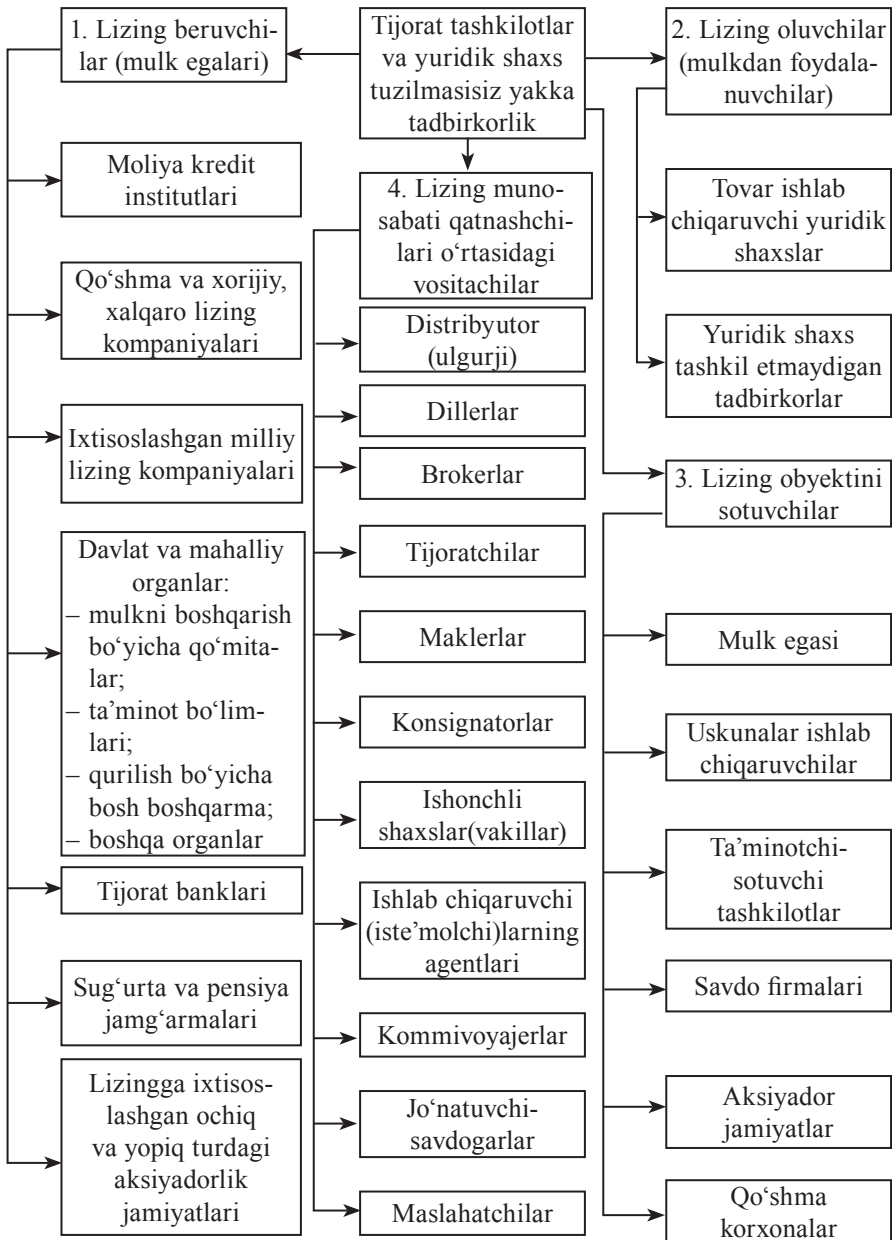 1. Lizing beruvchi-
lar (mulk egalari)
Tijorat tashkilotlar
va yuridik shaxs
tuzilmasisiz yakka
tadbirkorlik
2. Lizing oluvchilar
(mulkdan foydala-
nuvchilar)
Moliya kredit
institutlari
Qo‘shma va xorijiy,
xalqaro lizing
kompaniyalari
Ixtisoslashgan milliy
lizing kompaniyalari
Davlat va mahalliy
organlar:
– mulkni boshqarish
bo‘yicha qo‘mita-
lar;
– ta’minot bo‘lim-
lari;
– qurilish bo‘yicha
bosh boshqarma;
– boshqa organlar
Tijorat banklari
Sug‘urta va pensiya
jamg‘armalari
Lizingga ixtisos-
lashgan ochiq
va yopiq turdagi
aksiyadorlik
jamiyatlari
4. Lizing muno-
sabati qatnashchi-
lari o‘rtasidagi
vositachilar
Distribyutor
(ulgurji)
Dillerlar
Brokerlar
Tijoratchilar
Maklerlar
Konsignatorlar
Ishonchli
shaxslar(vakillar)
Ishlab chiqaruvchi
(iste’molchi)larning
agentlari
Kommivoyajerlar
Jo‘natuvchi-
savdogarlar
Maslahatchilar
Tovar ishlab
chiqaruvchi yuridik
shaxslar
Yuridik shaxs
tashkil etmaydigan
tadbirkorlar
3. Lizing obyektini
sotuvchilar
Mulk egasi
Uskunalar ishlab
chiqaruvchilar
Ta’minotchi-
sotuvchi
tashkilotlar
Savdo firmalari
Aksiyador
jamiyatlar
Qo‘shma
korxonalar